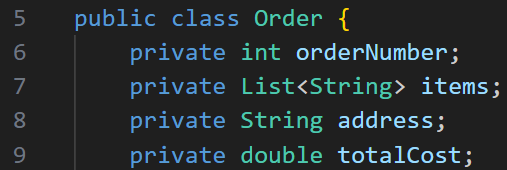 5 public class Order {
6 private int orderNumber;
7 private List<String> items;
8 private String address;
9 private double totalCost;